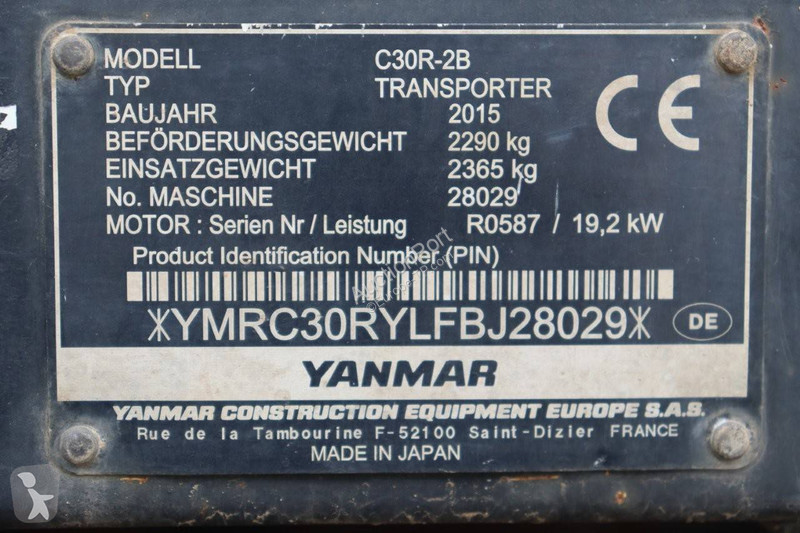 MODELL C30R-2B
TYP TRANSPORTER
BAUJAHR 2015
BEFÖRDERUNGSGEWICHT 2290 kg
EINSATZGEWICHT 2365 kg
No. MASCHINE 28029
MOTOR : Serien Nr / Leistung R0587 / 19,2 kW
CE
Product Identification Number (PIN)
*YMRC30RYLFBJ28029*
DE
YANMAR
YANMAR CONSTRUCTION EQUIPMENT EUROPE S.A.S.
Rue de la Tambourine F-52100 Saint-Dizier FRANCE
MADE IN JAPAN
AuctionPort